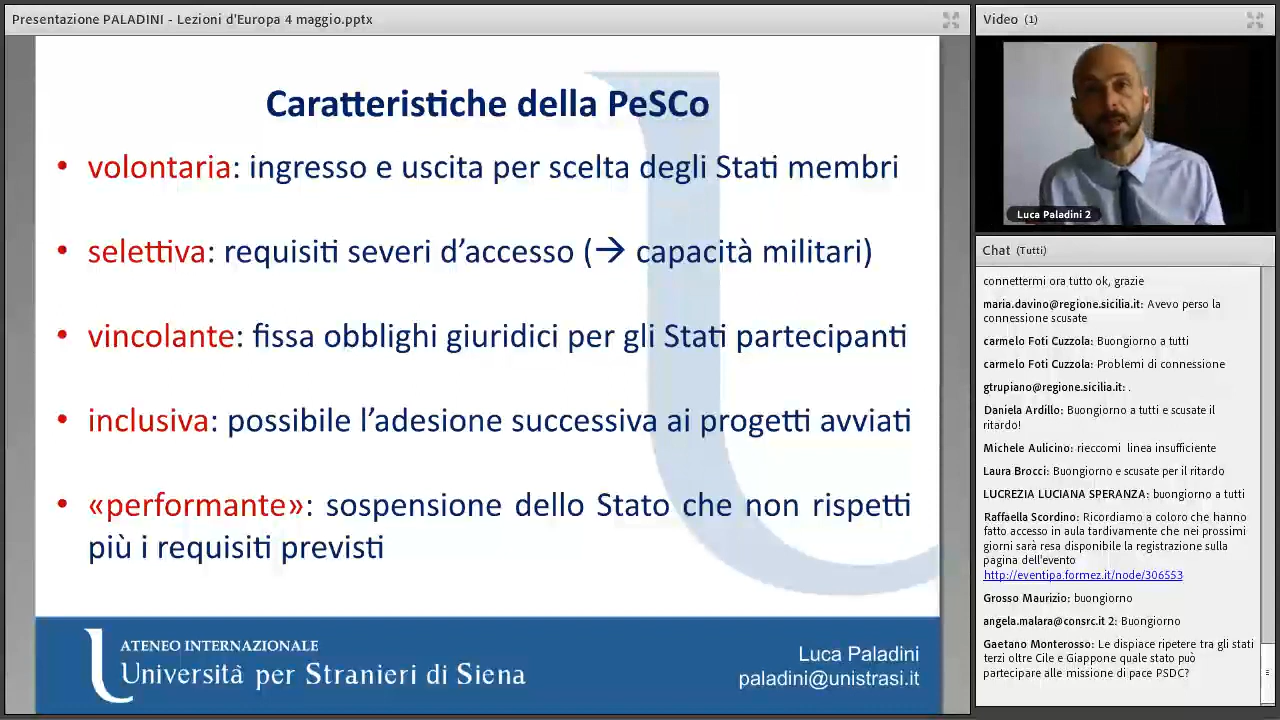 Presentazione PALADINI - Lezioni d'Europa 4 maggio.pptx
Caratteristiche della PeSCo
• volontaria: ingresso e uscita per scelta degli Stati membri
• selettiva: requisiti severi d’accesso (→ capacità militari)
• vincolante: fissa obblighi giuridici per gli Stati partecipanti
• inclusiva: possibile l’adesione successiva ai progetti avviati
• «performante»: sospensione dello Stato che non rispetti
più i requisiti previsti
ATENEO INTERNAZIONALE
Università per Stranieri di Siena
Luca Paladini
paladini@unistrasi.it
Video (1)
Luca Paladini 2
Chat (Tutti)
connettermi ora tutto ok, grazie
maria.davino@regione.sicilia.it: Avevo perso la
connessione scusate
carmelo Foti Cuzzola: Buongiorno a tutti
carmelo Foti Cuzzola: Problemi di connessione
gtrupiano@regione.sicilia.it: .
Daniela Ardillo: Buongiorno a tutti e scusate il
ritardo!
Michele Aulicino: rieccomi linea insufficiente
Laura Brocci: Buongiorno e scusate per il ritardo
LUCREZIA LUCIANA SPERANZA: buongiorno a tutti
Raffaella Scordino: Ricordiamo a coloro che hanno
fatto accesso in aula tardivamente che nei prossimi
giorni sarà resa disponibile la registrazione sulla
pagina dell'evento
http://eventipa.formez.it/node/306553
Grosso Maurizio: buongiorno
angela.malara@consrc.it 2: Buongiorno
Gaetano Monterosso: Le dispiace ripetere tra gli stati
terzi oltre Cile e Giappone quale stato può
partecipare alle missione di pace PSDC?